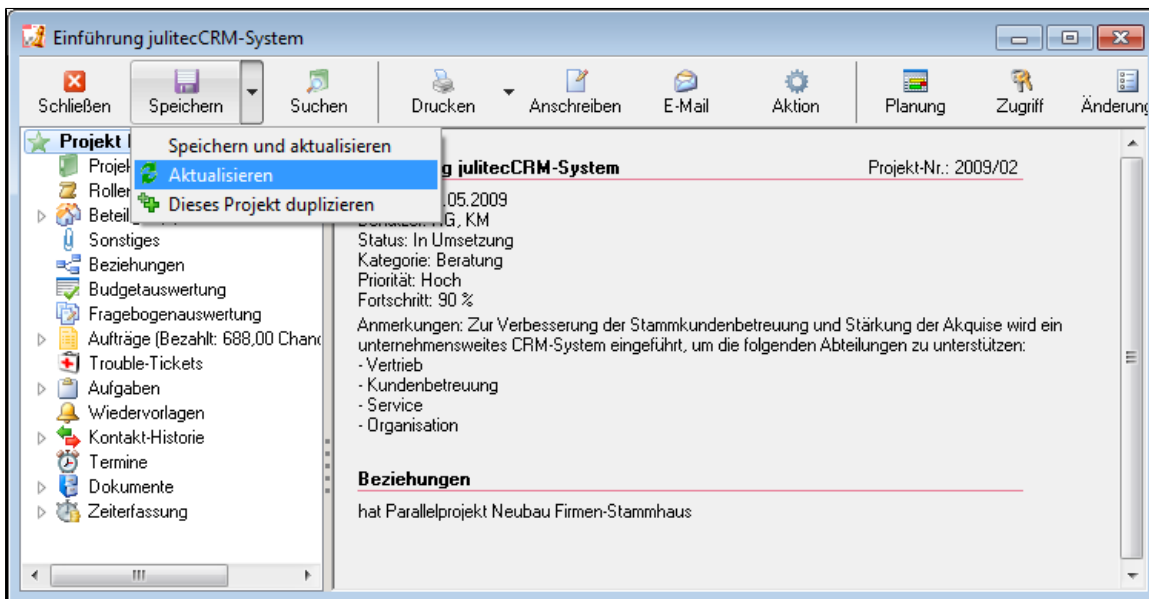 Einführung julitecCRM-System
Schließen
Speichern
Suchen
Drucken
Anschreiben
E-Mail
Aktion
Planung
Zugriff
Änderung
Projekt
Speichern und aktualisieren
Aktualisieren
Dieses Projekt duplizieren
Sonstiges
Beziehungen
Budgetauswertung
Fragebogenauswertung
Aufträge (Bezahlt: 688,00
Trouble-Tickets
Aufgaben
Wiedervorlagen
Kontakt-Historie
Termine
Dokumente
Zeiterfassung
julitecCRM-System Projekt-Nr.: 2009/02
.05.2009
KM
Status: In Umsetzung
Kategorie: Beratung
Priorität: Hoch
Fortschritt: 90 %
Anmerkungen: Zur Verbesserung der Stammkundenbetreuung und Stärkung der Akquise wird ein
unternehmensweites CRM-System eingeführt, um die folgenden Abteilungen zu unterstützen:
- Vertrieb
- Kundenbetreuung
- Service
- Organisation
Beziehungen
hat Parallelprojekt Neubau Firmen-Stammhaus